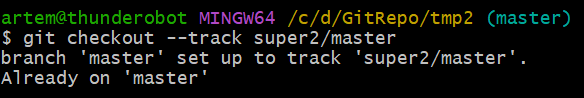 artem@thunderobot MINGW64 /c/d/GitRepo/tmp2 (master)
$ git checkout --track super2/master
branch 'master' set up to track 'super2/master'.
Already on 'master'